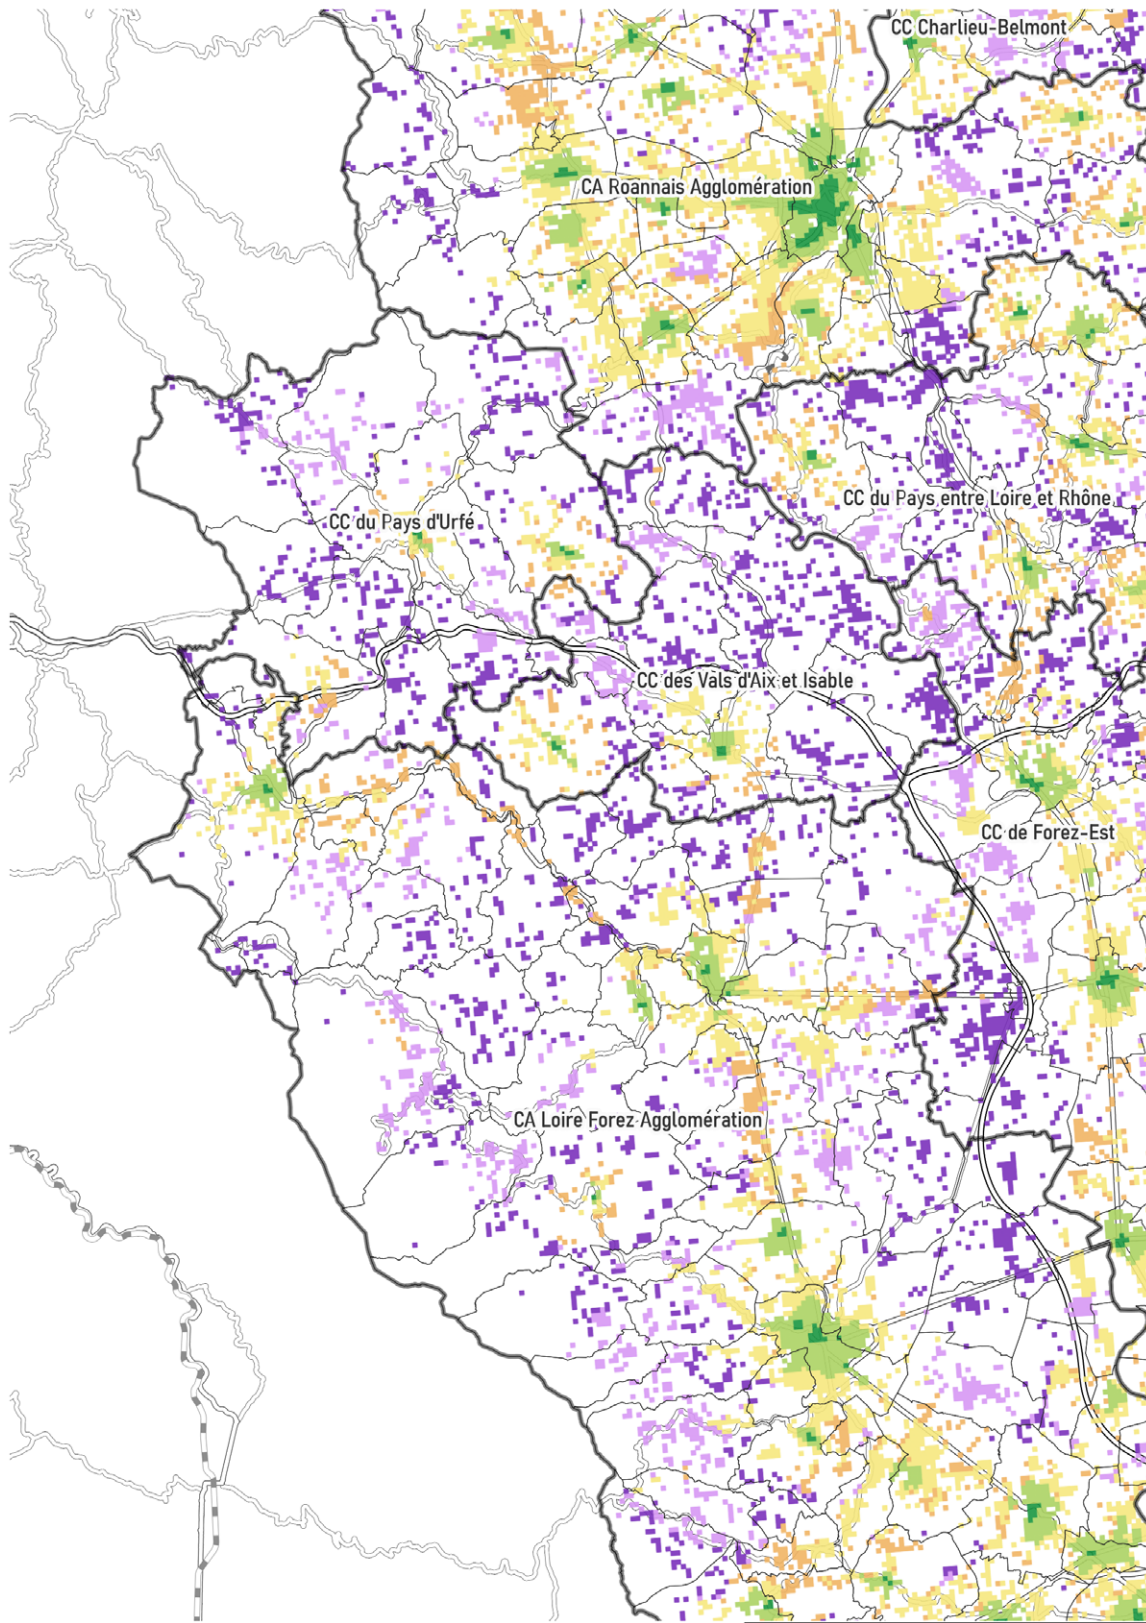 CC Charlieu-Belmont
CA Roannais Agglomération
CC du Pays entre Loire et Rhône
CC du Pays d'Urfé
CC des Vals d'Aix et Isable
CC de Forez-Est
CA Loire Forez Agglomération